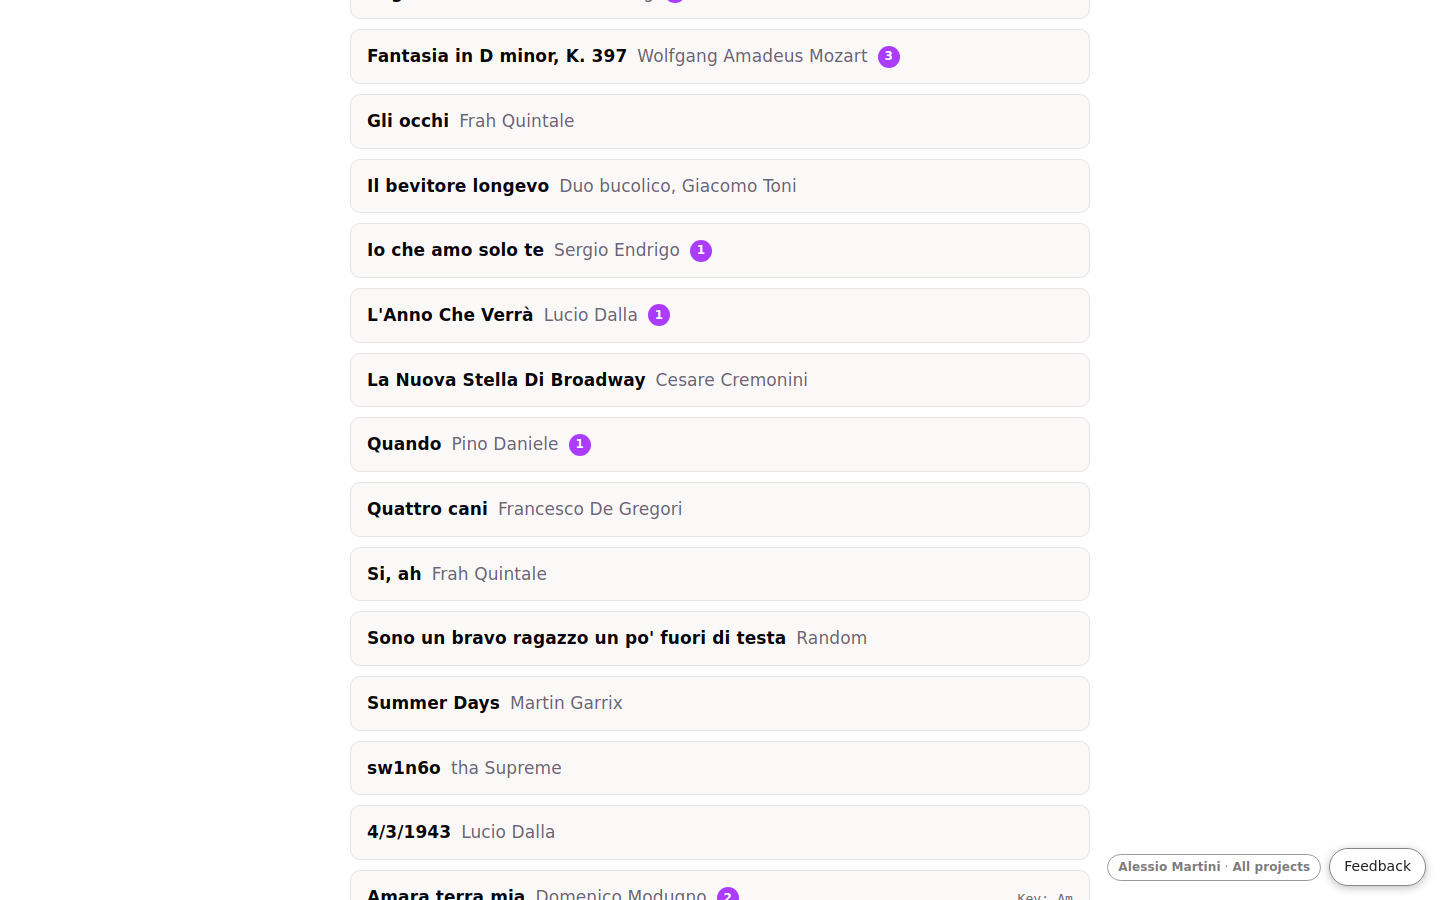 Fantasia in D minor, K. 397 Wolfgang Amadeus Mozart 3
Gli occhi Frah Quintale
Il bevitore longevo Duo bucolico, Giacomo Toni
Io che amo solo te Sergio Endrigo 1
L'Anno Che Verrà Lucio Dalla 1
La Nuova Stella Di Broadway Cesare Cremonini
Quando Pino Daniele 1
Quattro cani Francesco De Gregori
Si, ah Frah Quintale
Sono un bravo ragazzo un po' fuori di testa Random
Summer Days Martin Garrix
sw1n6o tha Supreme
4/3/1943 Lucio Dalla
Alessio Martini · All projects
Feedback
Amara terra mia Domenico Modugno 2 Key: Am